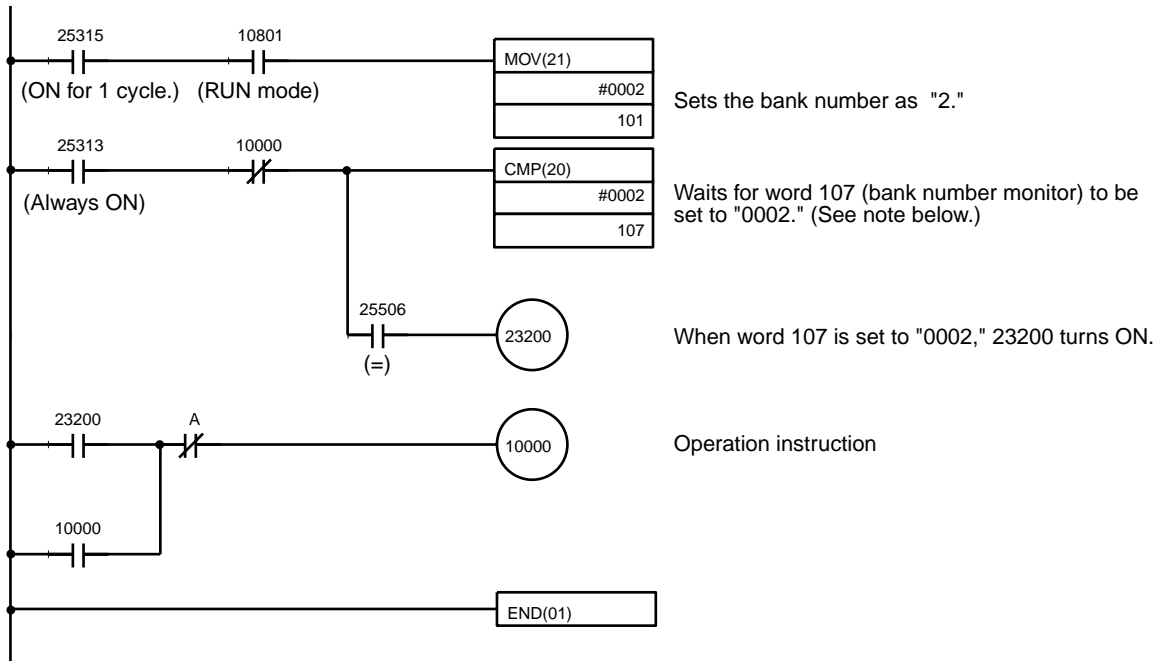 25315 10801
MOV(21)
(ON for 1 cycle.) (RUN mode)
#0002
Sets the bank number as "2."
101
25313 10000
CMP(20)
(Always ON)
#0002
Waits for word 107 (bank number monitor) to be
set to "0002." (See note below.)
107
25506
23200
When word 107 is set to "0002," 23200 turns ON.
(=)
23200 A
10000
Operation instruction
10000
END(01)